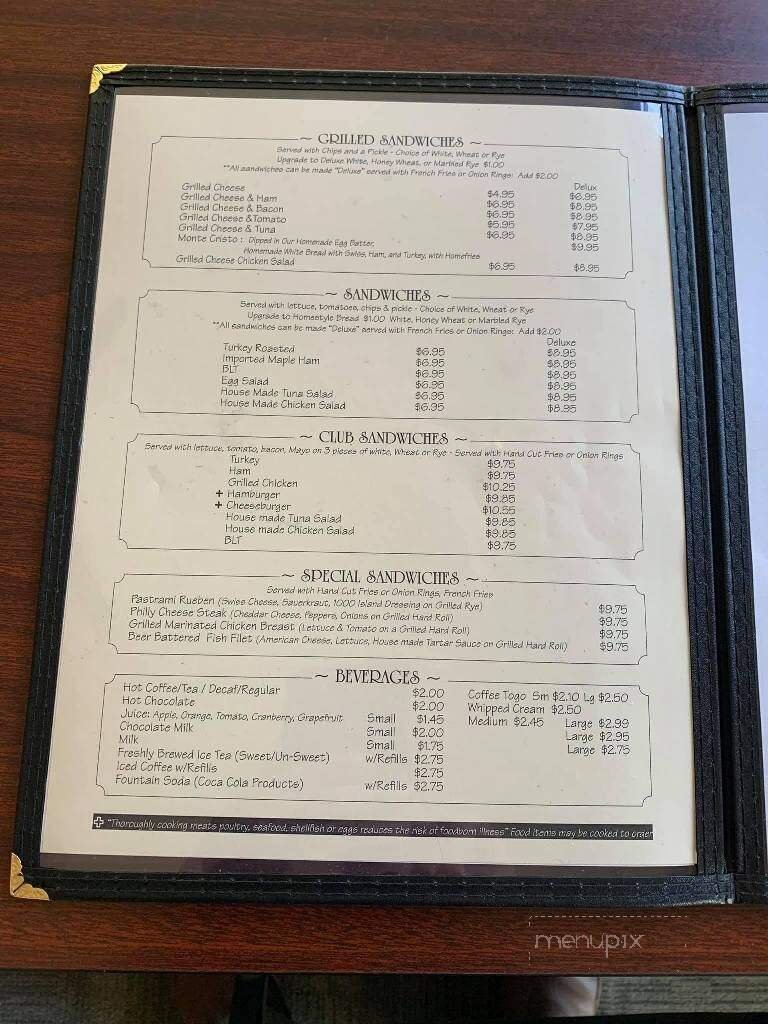 ~ GRILLED SANDWICHES ~
Served with Chips and a Pickle - Choice of White, Wheat or Rye
Upgrade to Deluxe White, Honey Wheat, or Marbled Rye $1.00
**All sandwiches can be made "Deluxe" served with French Fries or Onion Rings: Add $2.00
Delux
Grilled Cheese $4.95 $6.95
Grilled Cheese & Ham $6.95 $8.95
Grilled Cheese & Bacon $6.95 $8.95
Grilled Cheese &Tomato $5.95 $7.95
Grilled Cheese & Tuna $6.95 $8.95
Monte Cristo : Dipped in Our Homemade Egg Batter, $9.95
Homemade White Bread with Swiss, Ham, and Turkey, with Homefries
Grilled Cheese Chicken Salad $6.95 $8.95
~ SANDWICHES ~
Served with lettuce, tomatoes, chips & pickle - Choice of White, Wheat or Rye
Upgrade to Homestyle Bread $1.00 White, Honey Wheat or Marbled Rye
**All sandwiches can be made "Deluxe" served with French Fries or Onion Rings: Add $2.00
Deluxe
Turkey Roasted $6.95 $8.95
Imported Maple Ham $6.95 $8.95
BLT $6.95 $8.95
Egg Salad $6.95 $8.95
House Made Tuna Salad $6.95 $8.95
House Made Chicken Salad $6.95 $8.95
~ CLUB SANDWICHES ~
Served with lettuce, tomato, bacon, Mayo on 3 pieces of white, Wheat or Rye - Served with Hand Cut Fries or Onion Rings
Turkey $9.75
Ham $9.75
Grilled Chicken $10.25
+ Hamburger $9.85
+ Cheeseburger $10.55
House made Tuna Salad $9.85
House made Chicken Salad $9.85
BLT $9.75
~ SPECIAL SANDWICHES ~
Served with Hand Cut Fries or Onion Rings, French Fries
Pastrami Rueben (Swiss Cheese, Sauerkraut, 1000 Island Dressing on Grilled Rye) $9.75
Philly Cheese Steak (Cheddar Cheese, Peppers, Onions on Grilled Hard Roll) $9.75
Grilled Marinated Chicken Breast (Lettuce & Tomato on a Grilled Hard Roll) $9.75
Beer Battered Fish Filet (American Cheese, Lettuce, House made Tartar Sauce on Grilled Hard Roll) $9.75
~ BEVERAGES ~
Hot Coffee/Tea / Decaf/Regular $2.00 Coffee Togo Sm $2.10 Lg $2.50
Hot Chocolate $2.00 Whipped Cream $2.50
Juice: Apple, Orange, Tomato, Cranberry, Grapefruit Small $1.45 Medium $2.45 Large $2.99
Chocolate Milk Small $2.00 Large $2.95
Milk Small $1.75 Large $2.75
Freshly Brewed Ice Tea (Sweet/Un-Sweet) w/Refills $2.75
Iced Coffee w/Refills $2.75
Fountain Soda (Coca Cola Products) w/Refills $2.75
+ "Thoroughly cooking meats poultry, seafood, shellfish or eggs reduces the risk of foodborn illness" Food items may be cooked to order
menupix